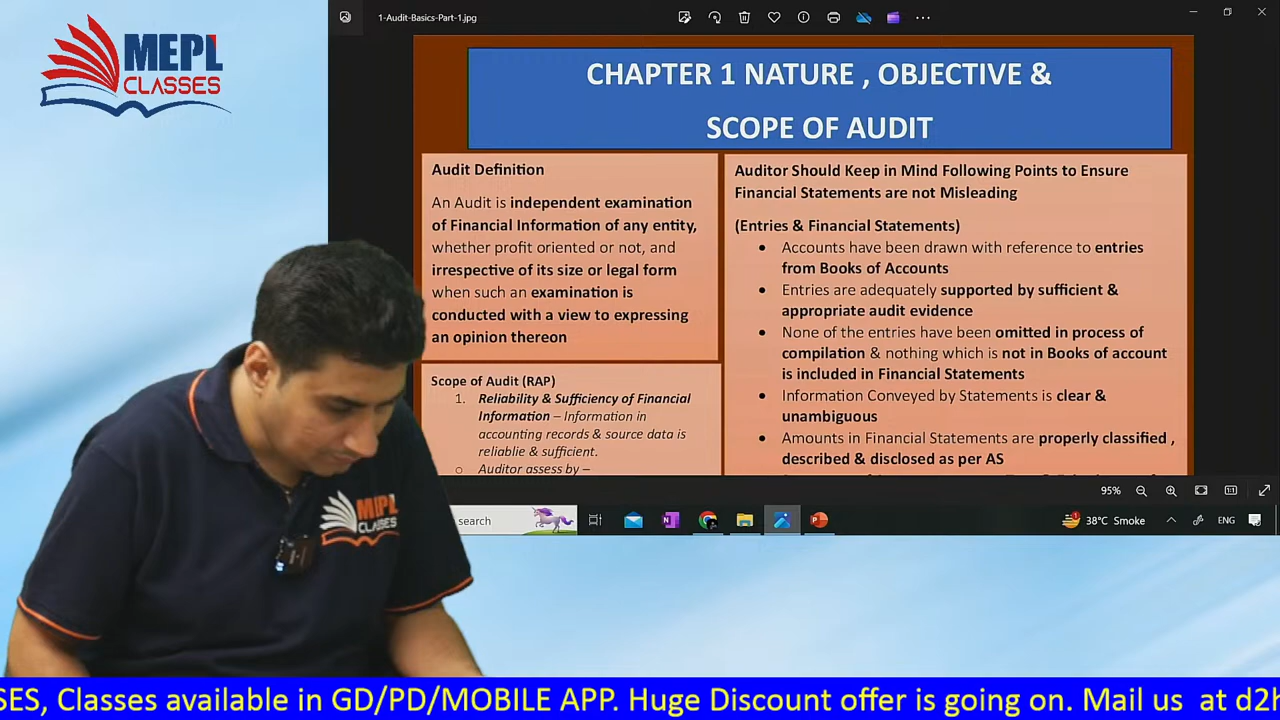 MEPL
CLASSES
1-Audit-Basics-Part-1.jpg
CHAPTER 1 NATURE , OBJECTIVE &
SCOPE OF AUDIT
Audit Definition
An Audit is independent examination
of Financial Information of any entity,
whether profit oriented or not, and
irrespective of its size or legal form
when such an examination is
conducted with a view to expressing
an opinion thereon
Scope of Audit (RAP)
1. Reliability & Sufficiency of Financial
Information – Information in
accounting records & source data is
reliablie & sufficient.
o Auditor assess by –
Auditor Should Keep in Mind Following Points to Ensure
Financial Statements are not Misleading
(Entries & Financial Statements)
• Accounts have been drawn with reference to entries
from Books of Accounts
• Entries are adequately supported by sufficient &
appropriate audit evidence
• None of the entries have been omitted in process of
compilation & nothing which is not in Books of account
is included in Financial Statements
• Information Conveyed by Statements is clear &
unambiguous
• Amounts in Financial Statements are properly classified ,
described & disclosed as per AS
95%
search
38°C Smoke
ENG
CLASSES
SES, Classes available in GD/PD/MOBILE APP. Huge Discount offer is going on. Mail us at d2h